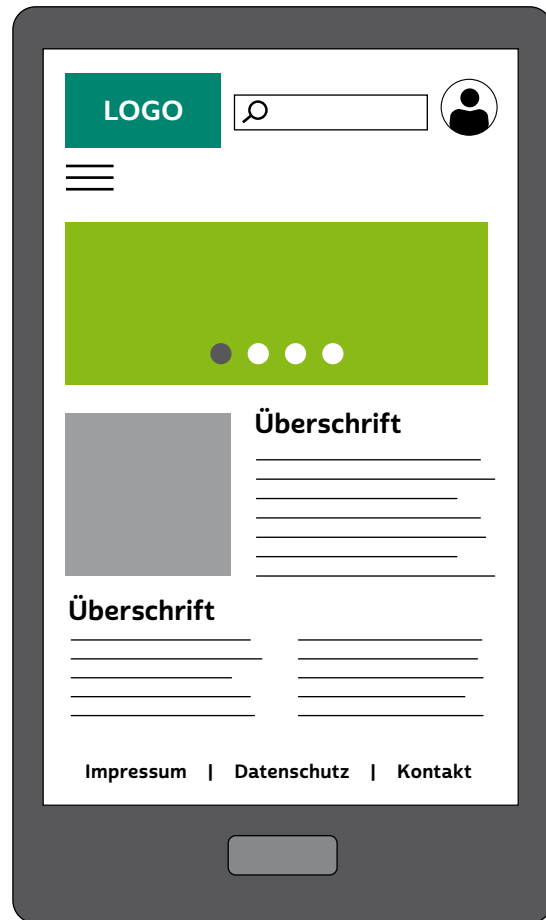 LOGO
Überschrift
Überschrift
Impressum | Datenschutz | Kontakt